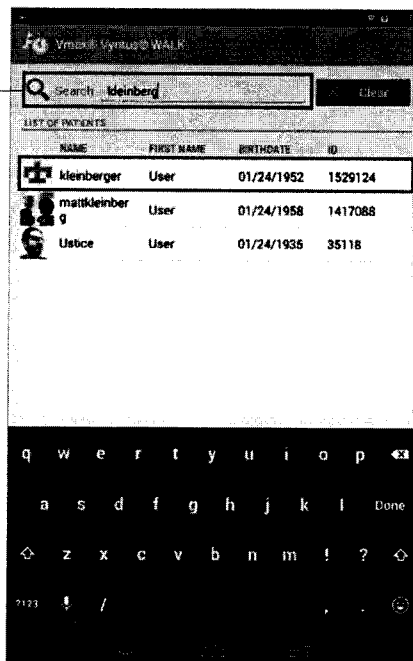 Vmax® Vyntus® WALK
Search kleinberg Clear
LIST OF PATIENTS
NAME FIRST NAME BIRTHDATE ID
kleinberger User 01/24/1952 1529124
mattkleinber
g User 01/24/1958 1417088
Ustice User 01/24/1935 35118
q w e r t y u i o p
a s d f g h j k l Done
z x c v b n m ! ?
?123 / , .